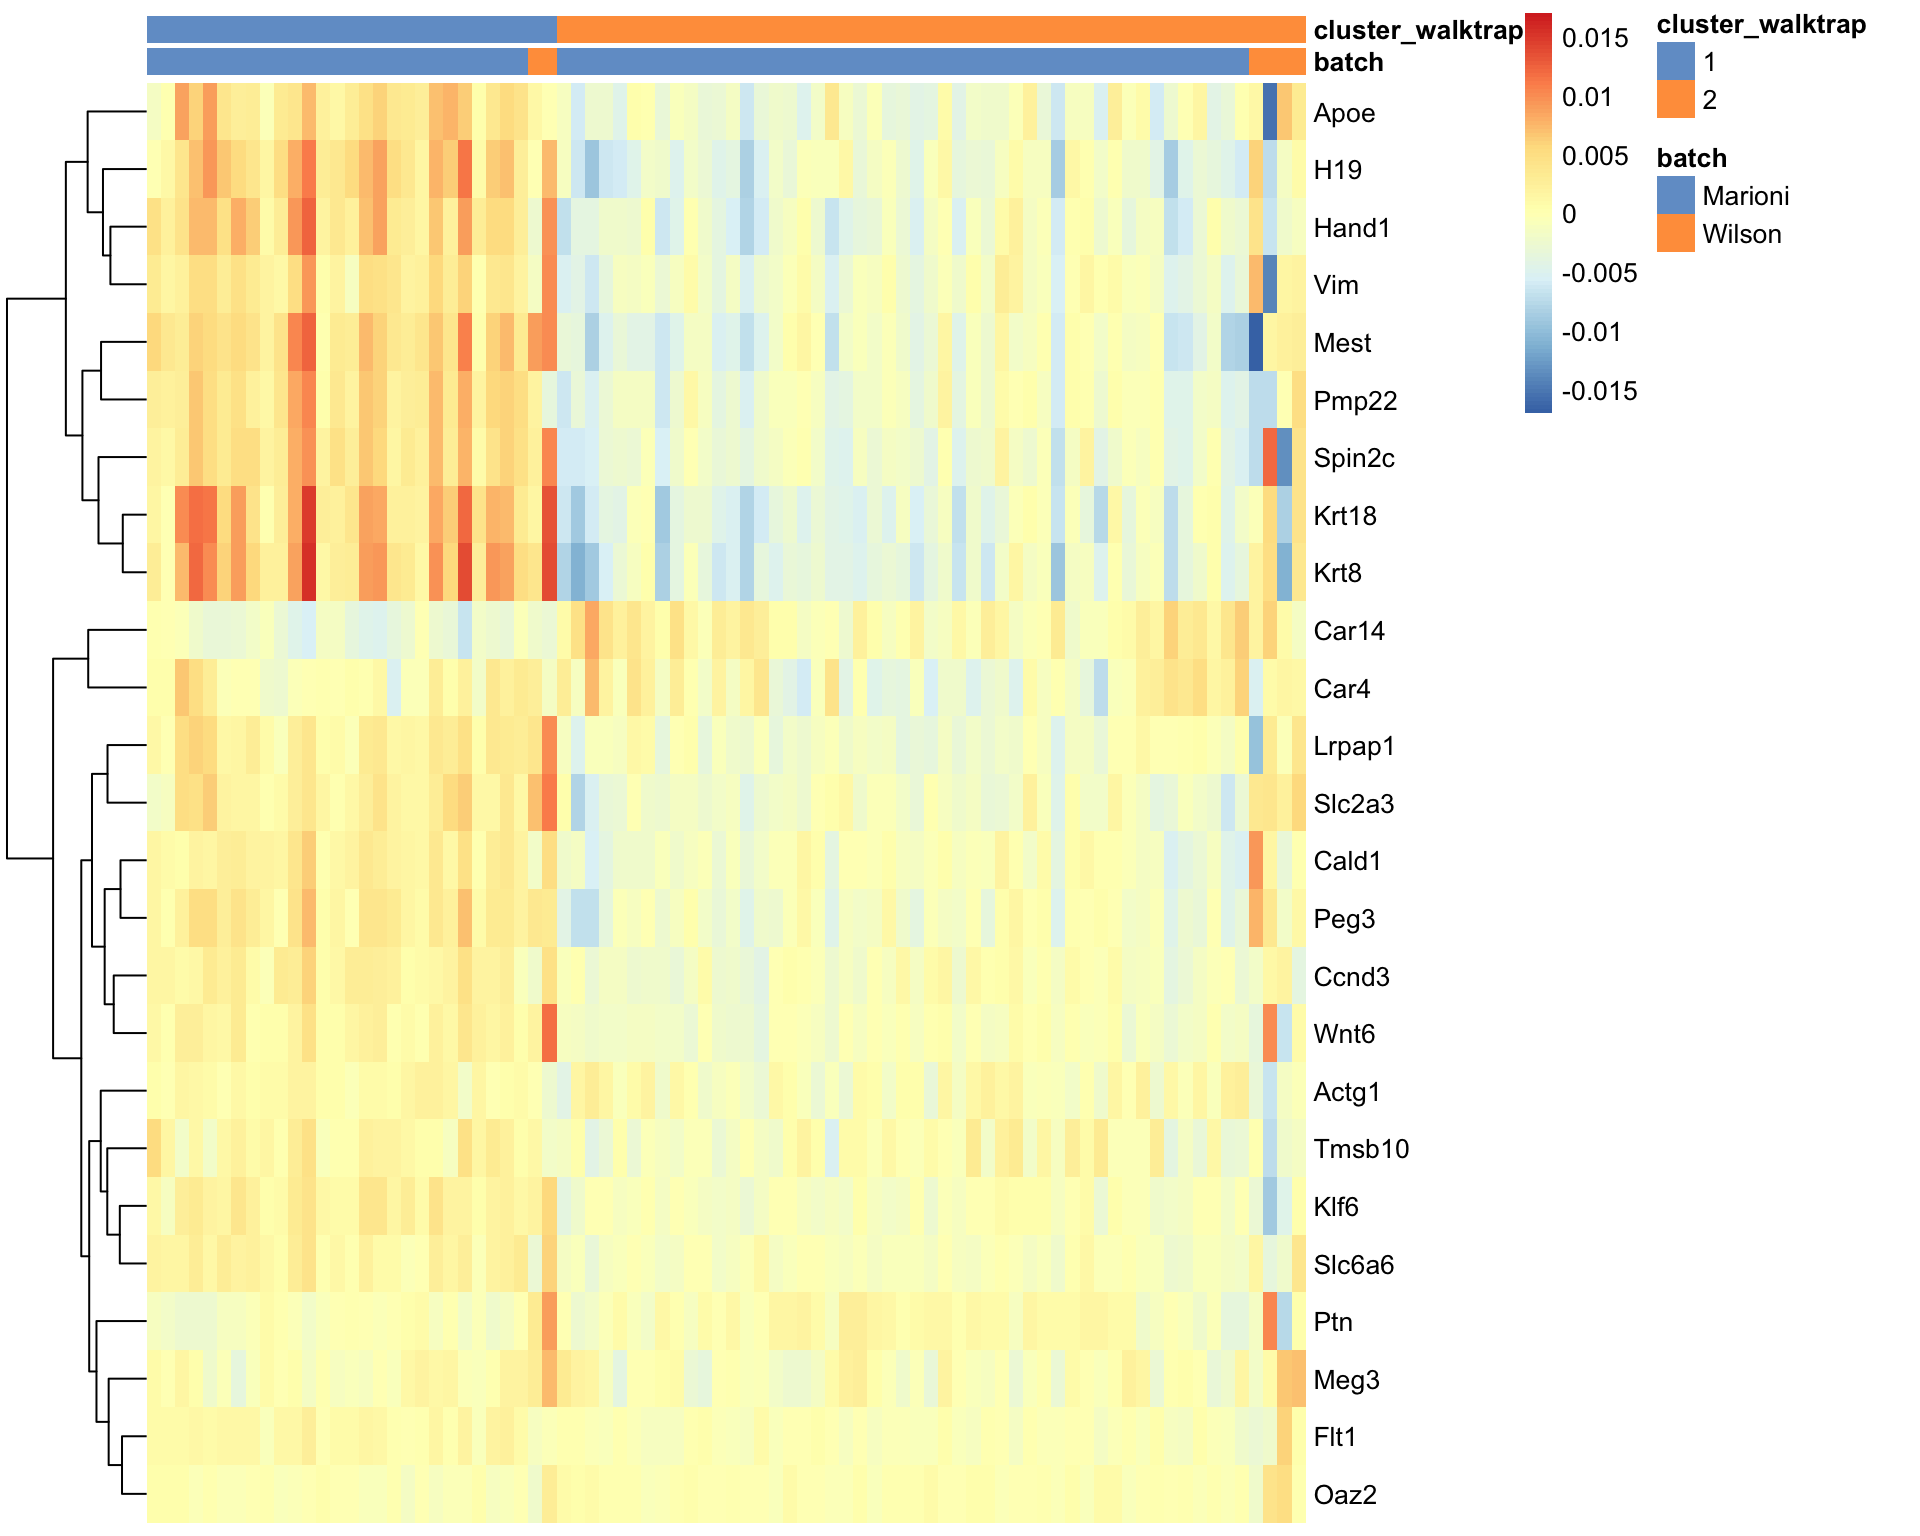 cluster_walktrap
batch
Apoe
H19
Hand1
Vim
Mest
Pmp22
Spin2c
Krt18
Krt8
Car14
Car4
Lrpap1
Slc2a3
Cald1
Peg3
Ccnd3
Wnt6
Actg1
Tmsb10
Klf6
Slc6a6
Ptn
Meg3
Flt1
Oaz2
0.015
0.01
0.005
0
-0.005
-0.01
-0.015
cluster_walktrap
1
2
batch
Marioni
Wilson